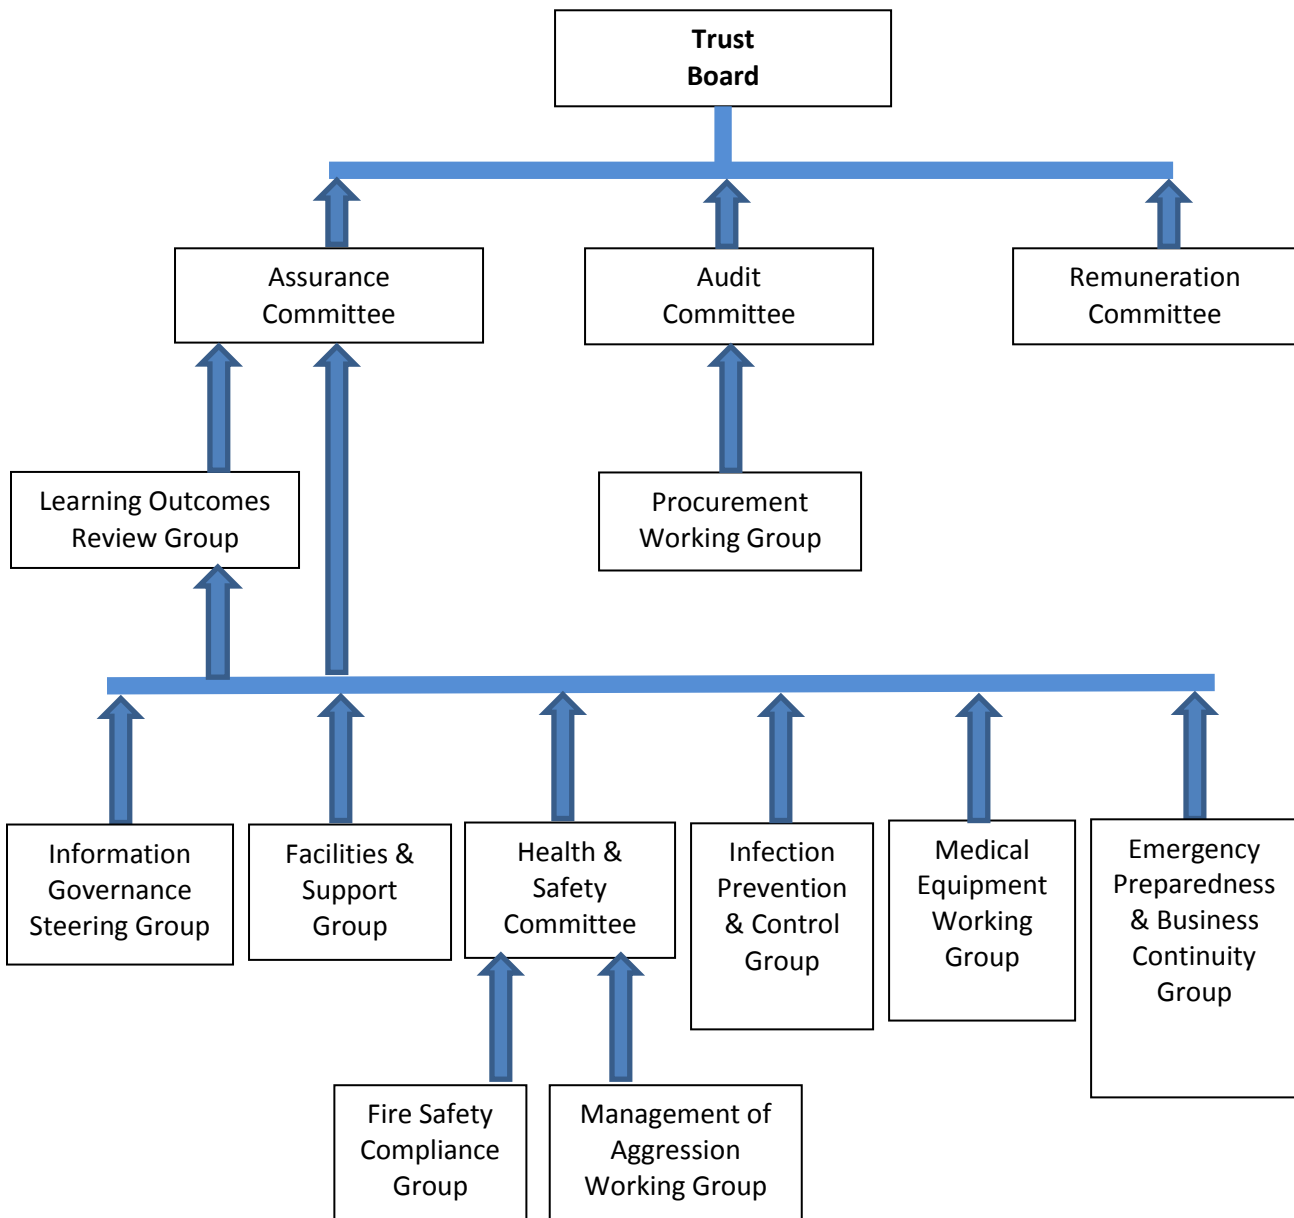 Trust
Board
Assurance
Committee
Audit
Committee
Remuneration
Committee
Learning Outcomes
Review Group
Procurement
Working Group
Information
Governance
Steering Group
Facilities &
Support
Group
Health &
Safety
Committee
Infection
Prevention
& Control
Group
Medical
Equipment
Working
Group
Emergency
Preparedness
& Business
Continuity
Group
Fire Safety
Compliance
Group
Management of
Aggression
Working Group